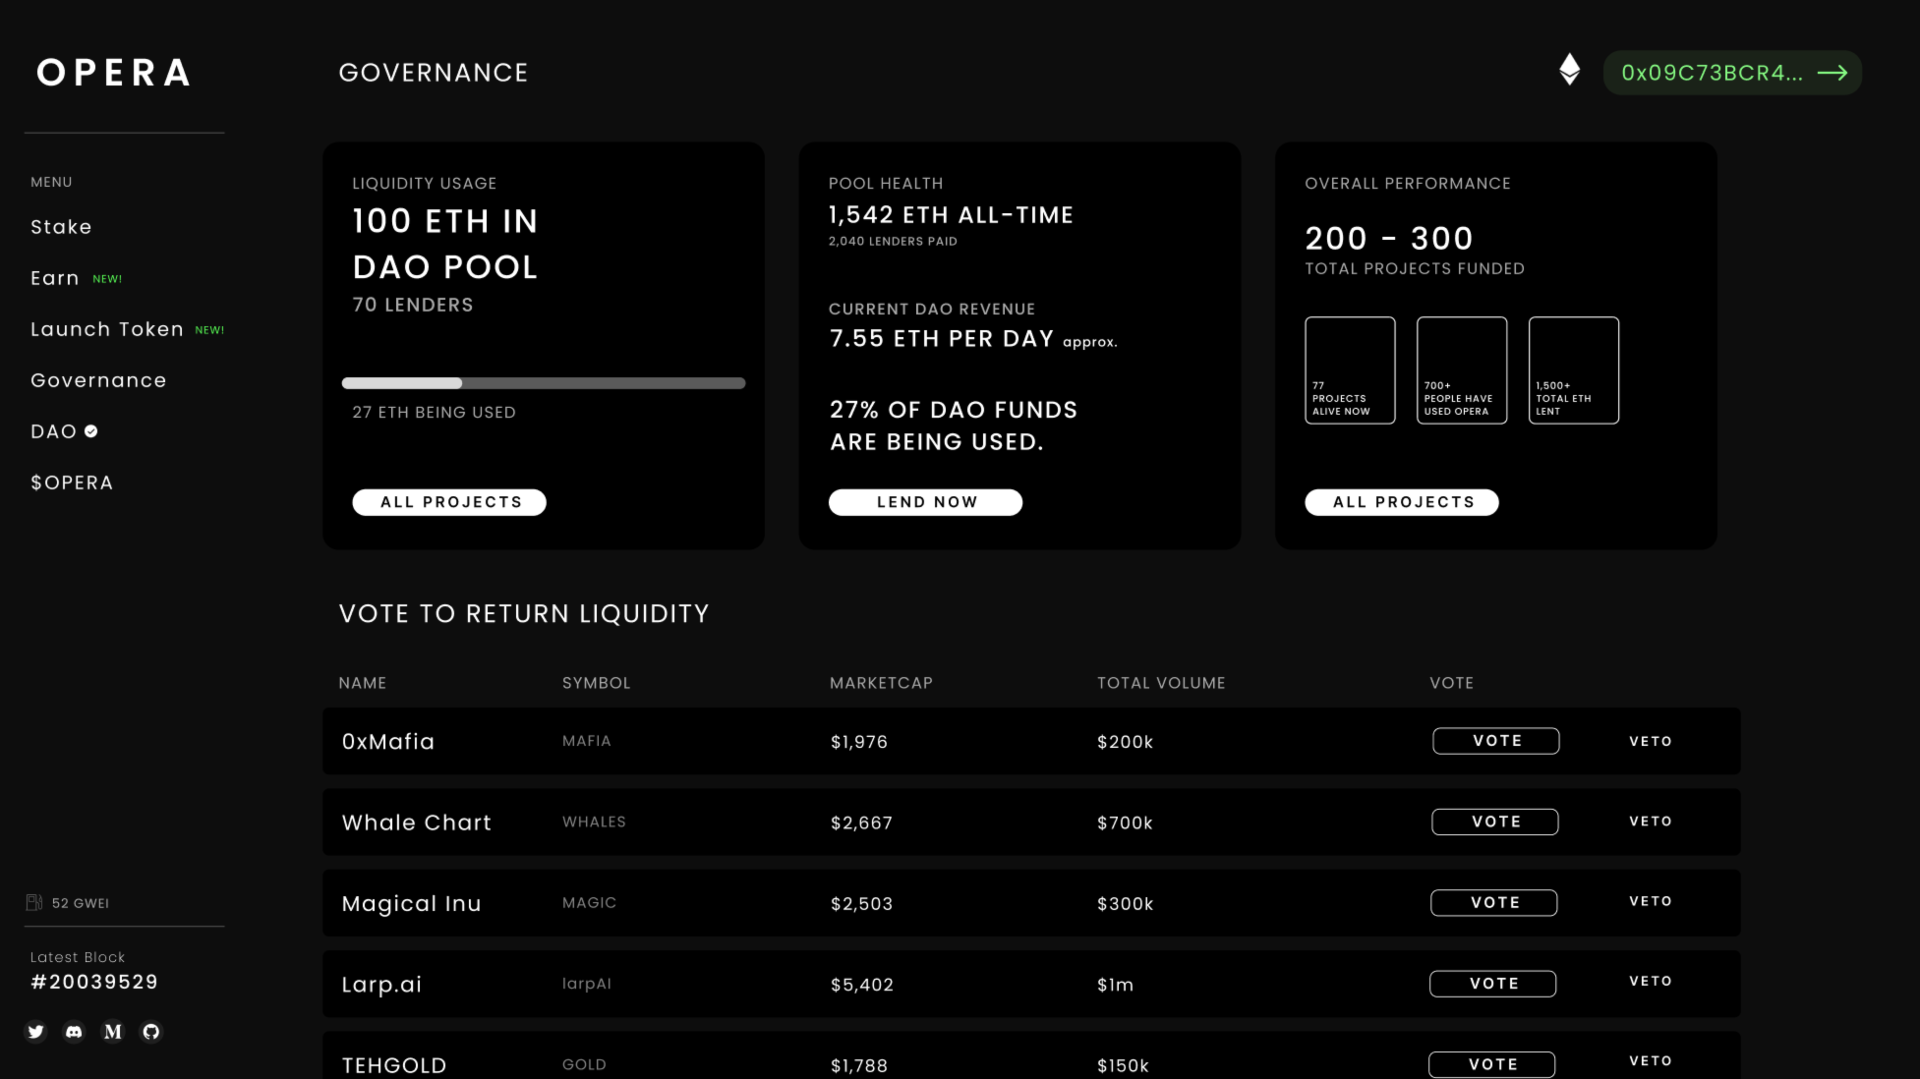 OPERA
GOVERNANCE
0x09C73BCR4...
MENU
Stake
Earn NEW!
Launch Token NEW!
Governance
DAO
$OPERA
52 GWEI
Latest Block
#20039529
M
LIQUIDITY USAGE
100 ETH IN
DAO POOL
70 LENDERS
27 ETH BEING USED
ALL PROJECTS
POOL HEALTH
1,542 ETH ALL-TIME
2,040 LENDERS PAID
CURRENT DAO REVENUE
7.55 ETH PER DAY approx.
27% OF DAO FUNDS
ARE BEING USED.
LEND NOW
OVERALL PERFORMANCE
200 - 300
TOTAL PROJECTS FUNDED
77
PROJECTS
ALIVE NOW
700+
PEOPLE HAVE
USED OPERA
1,500+
TOTAL ETH
LENT
ALL PROJECTS
VOTE TO RETURN LIQUIDITY
NAME SYMBOL MARKETCAP TOTAL VOLUME VOTE
0xMafia MAFIA $1,976 $200k VOTE VETO
Whale Chart WHALES $2,667 $700k VOTE VETO
Magical Inu MAGIC $2,503 $300k VOTE VETO
Larp.ai larpAI $5,402 $1m VOTE VETO
TEHGOLD GOLD $1,788 $150k VOTE VETO